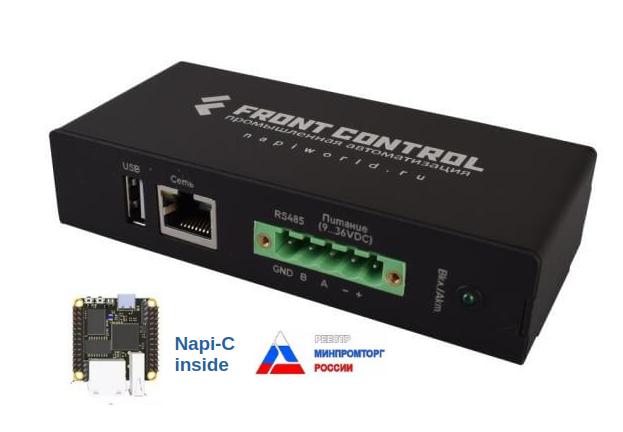 FRONT CONTROL
промышленная автоматизация
napiworld.ru
USB
Сеть
RS485
Питание
(9...36VDC)
GND B A − +
Вкл/Акт
Napi-C
inside
РЕЕСТР
МИНПРОМТОРГ
РОССИИ